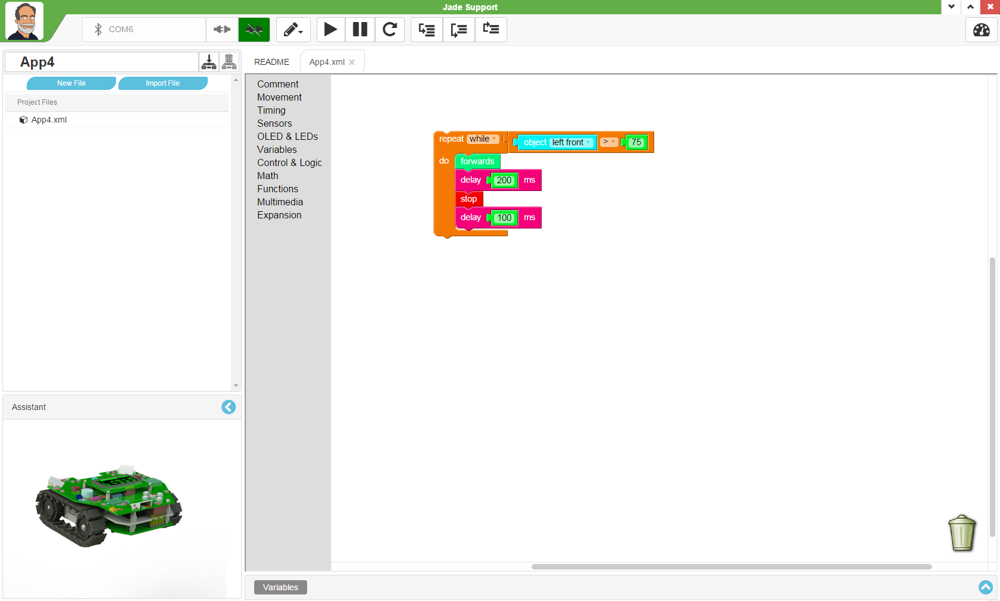 Jade Support
COM6
App4
New File
Import File
Project Files
App4.xml
Assistant
README
App4.xml
Comment
Movement
Timing
Sensors
OLED & LEDs
Variables
Control & Logic
Math
Functions
Multimedia
Expansion
repeat while object left front > 75
do forwards
delay 200 ms
stop
delay 100 ms
Variables